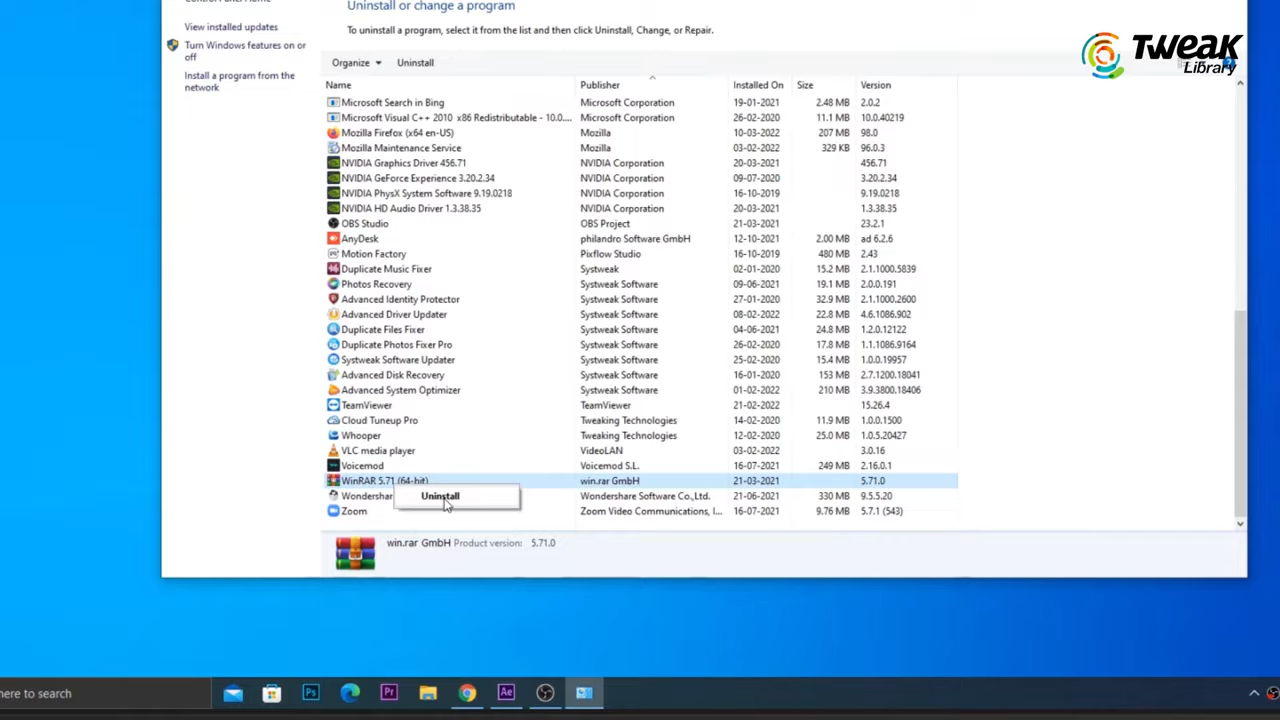 Control Panel Home
Uninstall or change a program
TWEAK
Library
View installed updates
To uninstall a program, select it from the list and then click Uninstall, Change, or Repair.
Turn Windows features on or
off
Install a program from the
network
Organize Uninstall
Name Publisher Installed On Size Version
Microsoft Search in Bing Microsoft Corporation 19-01-2021 2.48 MB 2.0.2
Microsoft Visual C++ 2010 x86 Redistributable - 10.0.... Microsoft Corporation 26-02-2020 11.1 MB 10.0.40219
Mozilla Firefox (x64 en-US) Mozilla 10-03-2022 207 MB 98.0
Mozilla Maintenance Service Mozilla 03-02-2022 329 KB 96.0.3
NVIDIA Graphics Driver 456.71 NVIDIA Corporation 20-03-2021 456.71
NVIDIA GeForce Experience 3.20.2.34 NVIDIA Corporation 09-07-2020 3.20.2.34
NVIDIA PhysX System Software 9.19.0218 NVIDIA Corporation 16-10-2019 9.19.0218
NVIDIA HD Audio Driver 1.3.38.35 NVIDIA Corporation 20-03-2021 1.3.38.35
OBS Studio OBS Project 21-03-2021 23.2.1
AnyDesk philandro Software GmbH 12-10-2021 2.00 MB ad 6.2.6
Motion Factory Pixflow Studio 16-10-2019 480 MB 2.43
Duplicate Music Fixer Systweak 02-01-2020 15.2 MB 2.1.1000.5839
Photos Recovery Systweak Software 09-06-2021 19.1 MB 2.0.0.191
Advanced Identity Protector Systweak Software 27-01-2020 32.9 MB 2.1.1000.2600
Advanced Driver Updater Systweak Software 08-02-2022 22.8 MB 4.6.1086.902
Duplicate Files Fixer Systweak Software 04-06-2021 24.8 MB 1.2.0.12122
Duplicate Photos Fixer Pro Systweak Software 26-02-2020 17.8 MB 1.1.1086.9164
Systweak Software Updater Systweak Software 25-02-2020 15.4 MB 1.0.0.19957
Advanced Disk Recovery Systweak Software 16-01-2020 153 MB 2.7.1200.18041
Advanced System Optimizer Systweak Software 01-02-2022 210 MB 3.9.3800.18406
TeamViewer TeamViewer 21-02-2022 15.26.4
Cloud Tuneup Pro Tweaking Technologies 14-02-2020 11.9 MB 1.0.0.1500
Whooper Tweaking Technologies 12-02-2020 25.0 MB 1.0.5.20427
VLC media player VideoLAN 03-02-2022 3.0.16
Voicemod Voicemod S.L. 16-07-2021 249 MB 2.16.0.1
WinRAR 5.71 (64-bit) win.rar GmbH 21-03-2021 5.71.0
Wondershar Uninstall Wondershare Software Co.,Ltd. 21-06-2021 330 MB 9.5.5.20
Zoom Zoom Video Communications, I... 16-07-2021 9.76 MB 5.7.1 (543)
win.rar GmbH Product version: 5.71.0
here to search Ps Pr Ae